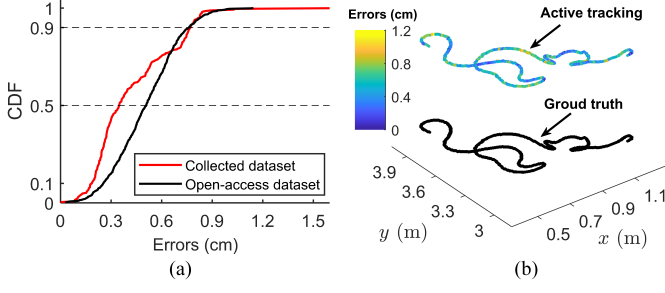 1
0.9
0.5
0.1
0
CDF
0 0.3 0.6 0.9 1.2 1.5
Errors (cm)
Collected dataset
Open-access dataset
(a)
Errors (cm)
1.2
0.8
0.4
0
Active tracking
Groud truth
3.9
3.6
3.3
3
y (m)
0.5
0.7
0.9
1.1
x (m)
(b)